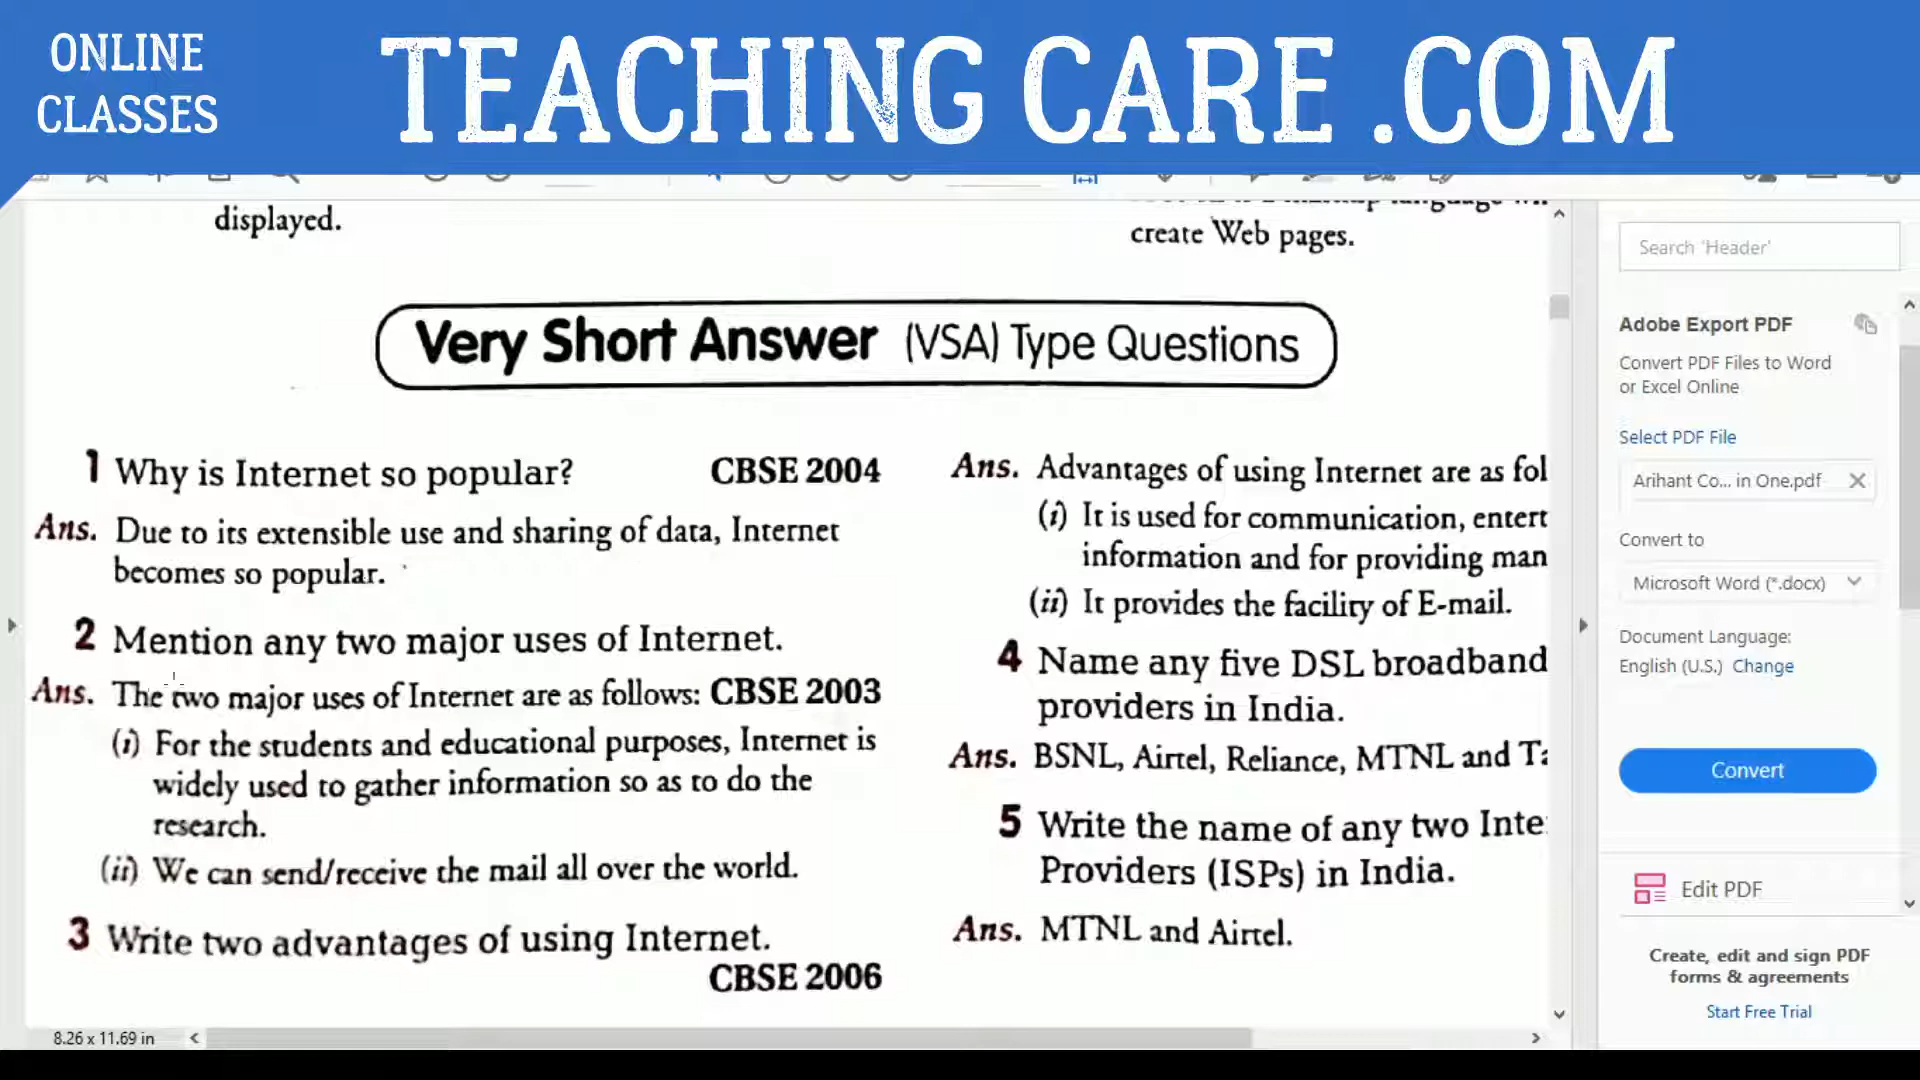 ONLINE
CLASSES
TEACHING CARE .COM
displayed.
create Web pages.
Very Short Answer (VSA) Type Questions
1 Why is Internet so popular? CBSE 2004
Ans. Due to its extensible use and sharing of data, Internet
becomes so popular.
2 Mention any two major uses of Internet.
Ans. The two major uses of Internet are as follows: CBSE 2003
(i) For the students and educational purposes, Internet is
widely used to gather information so as to do the
research.
(ii) We can send/receive the mail all over the world.
3 Write two advantages of using Internet.
CBSE 2006
Ans. Advantages of using Internet are as fol
(i) It is used for communication, entert
information and for providing man
(ii) It provides the facility of E-mail.
4 Name any five DSL broadband
providers in India.
Ans. BSNL, Airtel, Reliance, MTNL and Ta
5 Write the name of any two Inte
Providers (ISPs) in India.
Ans. MTNL and Airtel.
8.26 x 11.69 in
Search 'Header'
Adobe Export PDF
Convert PDF Files to Word
or Excel Online
Select PDF File
Arihant Co... in One.pdf
Convert to
Microsoft Word (*.docx)
Document Language:
English (U.S.) Change
Convert
Edit PDF
Create, edit and sign PDF
forms & agreements
Start Free Trial